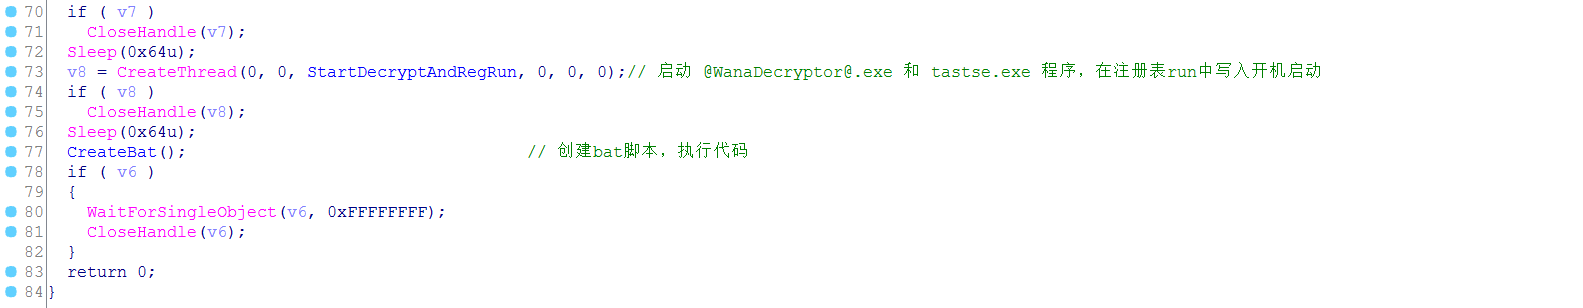 70 if ( v7 )
71 CloseHandle(v7);
72 Sleep(0x64u);
73 v8 = CreateThread(0, 0, StartDecryptAndRegRun, 0, 0, 0);// 启动 @WanaDecryptor@.exe 和 tastse.exe 程序，在注册表run中写入开机启动
74 if ( v8 )
75 CloseHandle(v8);
76 Sleep(0x64u);
77 CreateBat(); // 创建bat脚本，执行代码
78 if ( v6 )
79 {
80 WaitForSingleObject(v6, 0xFFFFFFFF);
81 CloseHandle(v6);
82 }
83 return 0;
84 }